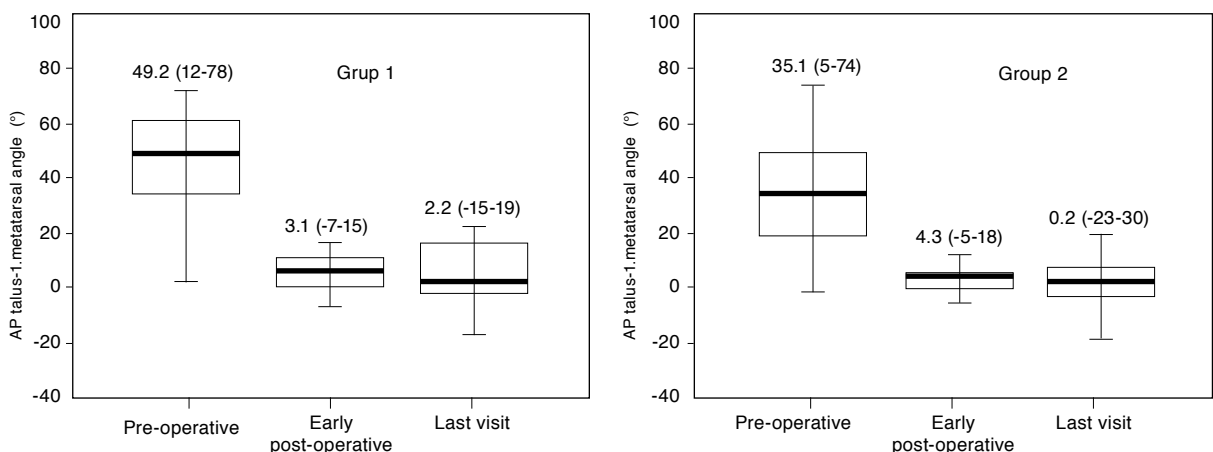 AP talus-1.metatarsal angle (°)
100
80
60
40
20
0
-20
-40
Grup 1
49.2 (12-78)
3.1 (-7-15)
2.2 (-15-19)
Pre-operative
Early
post-operative
Last visit
AP talus-1.metatarsal angle (°)
100
80
60
40
20
0
-20
-40
Group 2
35.1 (5-74)
4.3 (-5-18)
0.2 (-23-30)
Pre-operative
Early
post-operative
Last visit